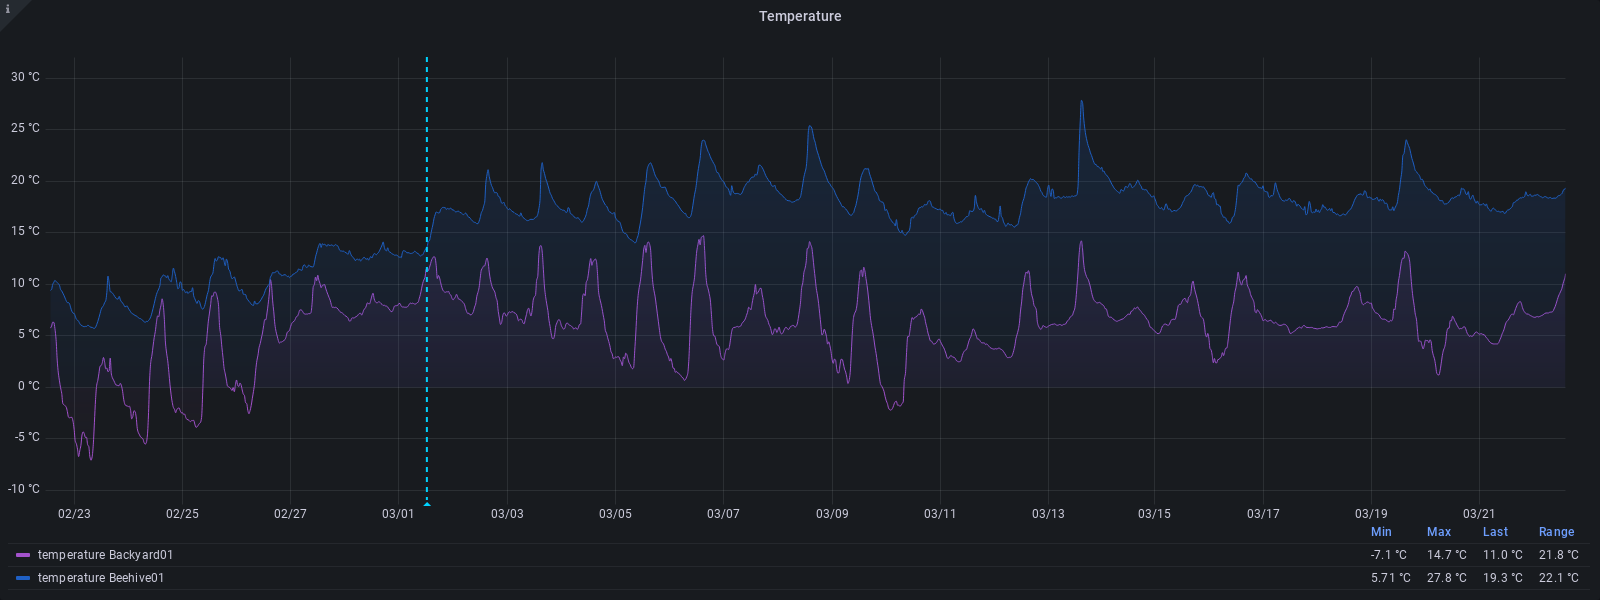 i
Temperature
30 °C
25 °C
20 °C
15 °C
10 °C
5 °C
0 °C
-5 °C
-10 °C
02/23 02/25 02/27 03/01 03/03 03/05 03/07 03/09 03/11 03/13 03/15 03/17 03/19 03/21
Min Max Last Range
temperature Backyard01 -7.1 °C 14.7 °C 11.0 °C 21.8 °C
temperature Beehive01 5.71 °C 27.8 °C 19.3 °C 22.1 °C